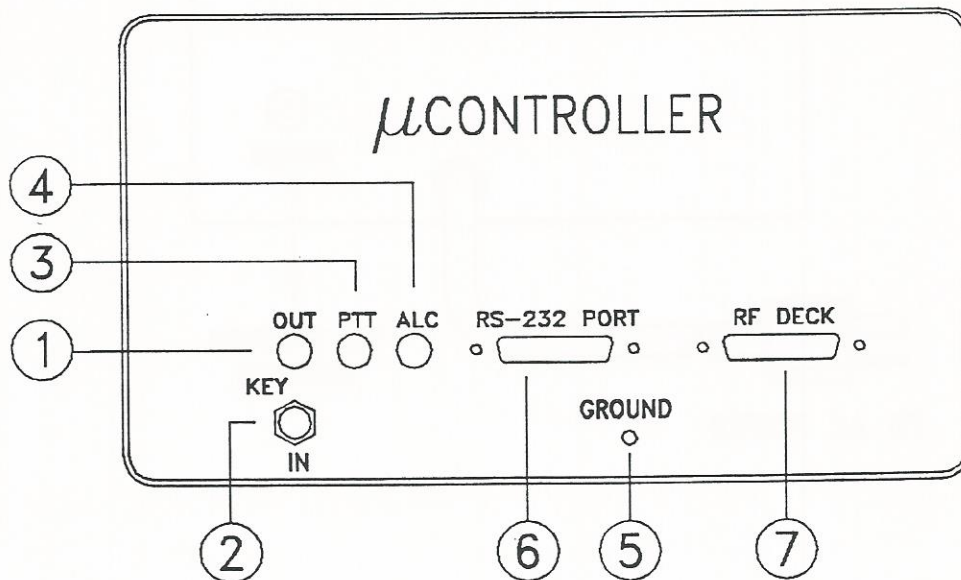 μCONTROLLER
4
3
OUT PTT ALC RS-232 PORT RF DECK
1
KEY
GROUND
IN
2 6 5 7